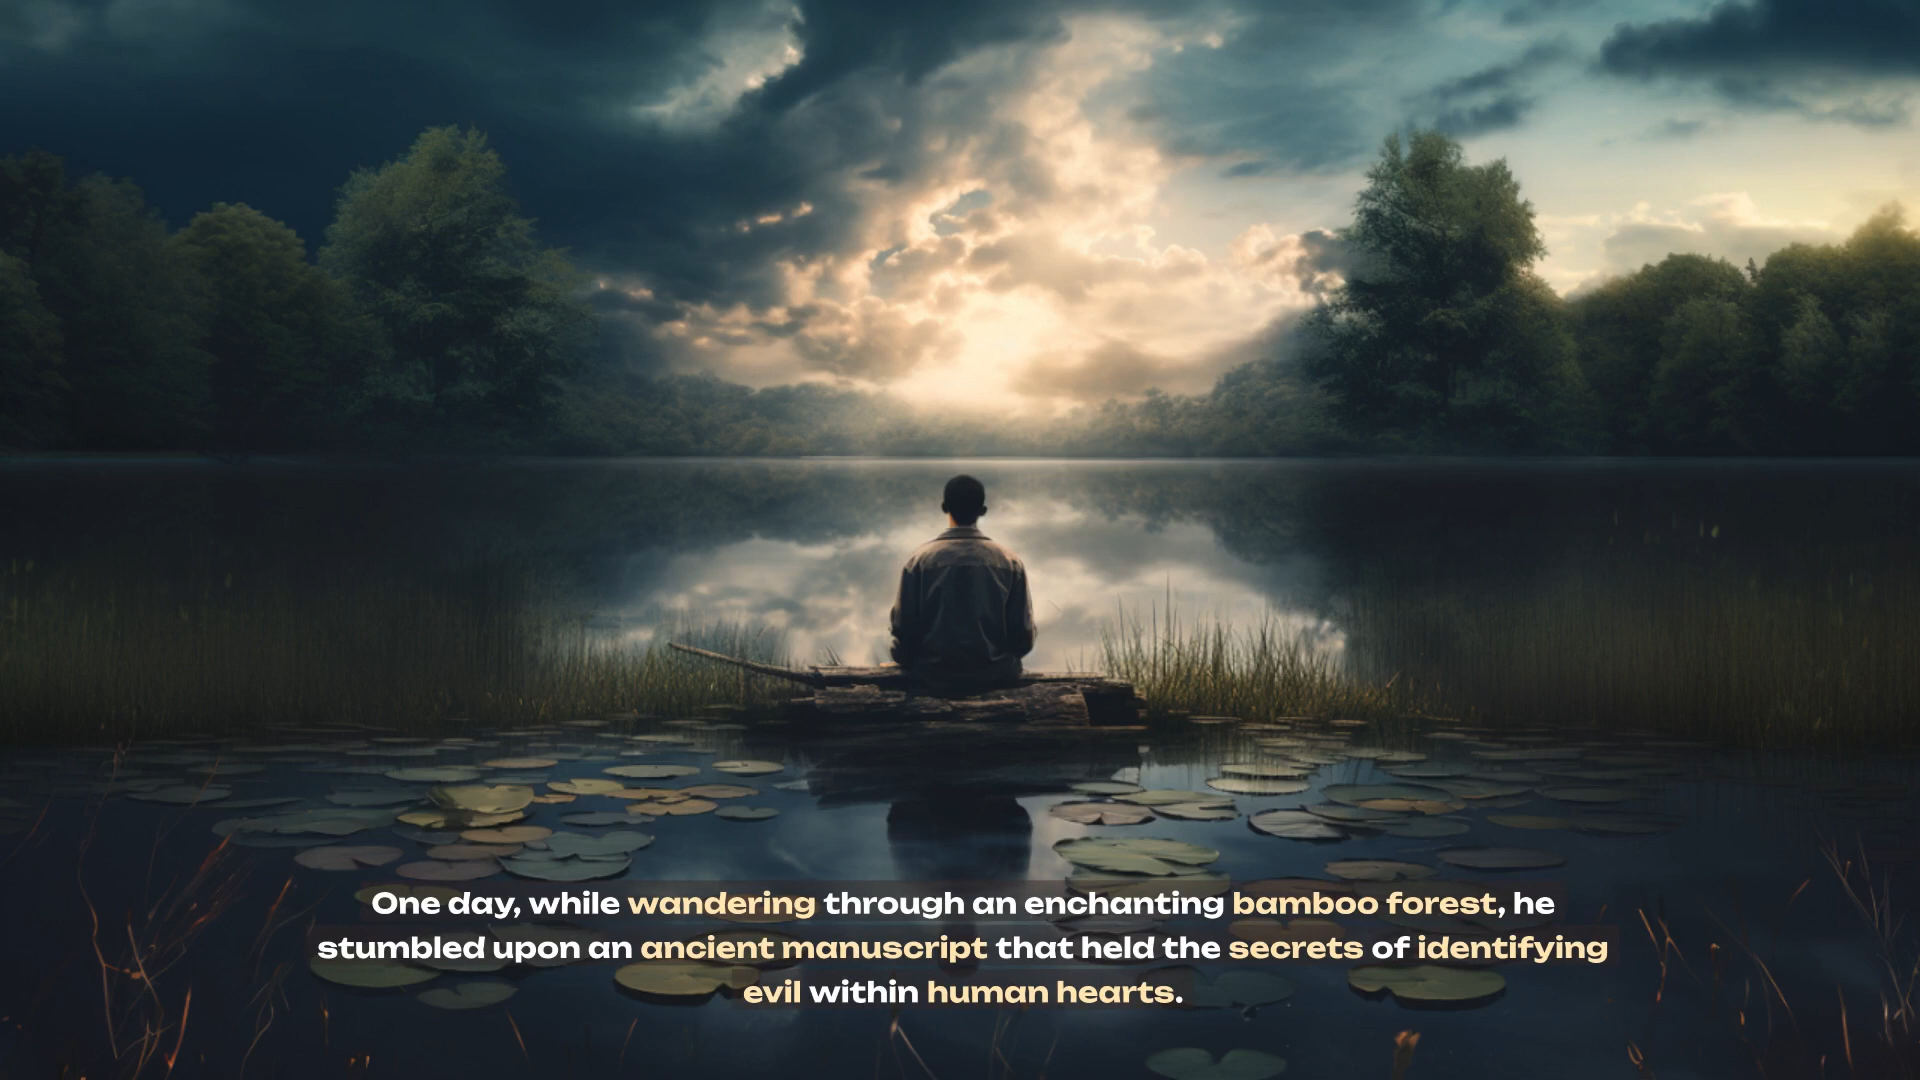 One day, while wandering through an enchanting bamboo forest, he
stumbled upon an ancient manuscript that held the secrets of identifying
evil within human hearts.